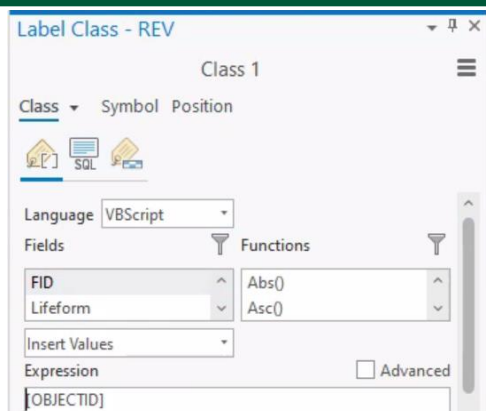 Label Class - REV
Class 1
Class Symbol Position
SQL
Language VBScript
Fields Functions
FID Abs()
Lifeform Asc()
Insert Values
Expression Advanced
[OBJECTID]